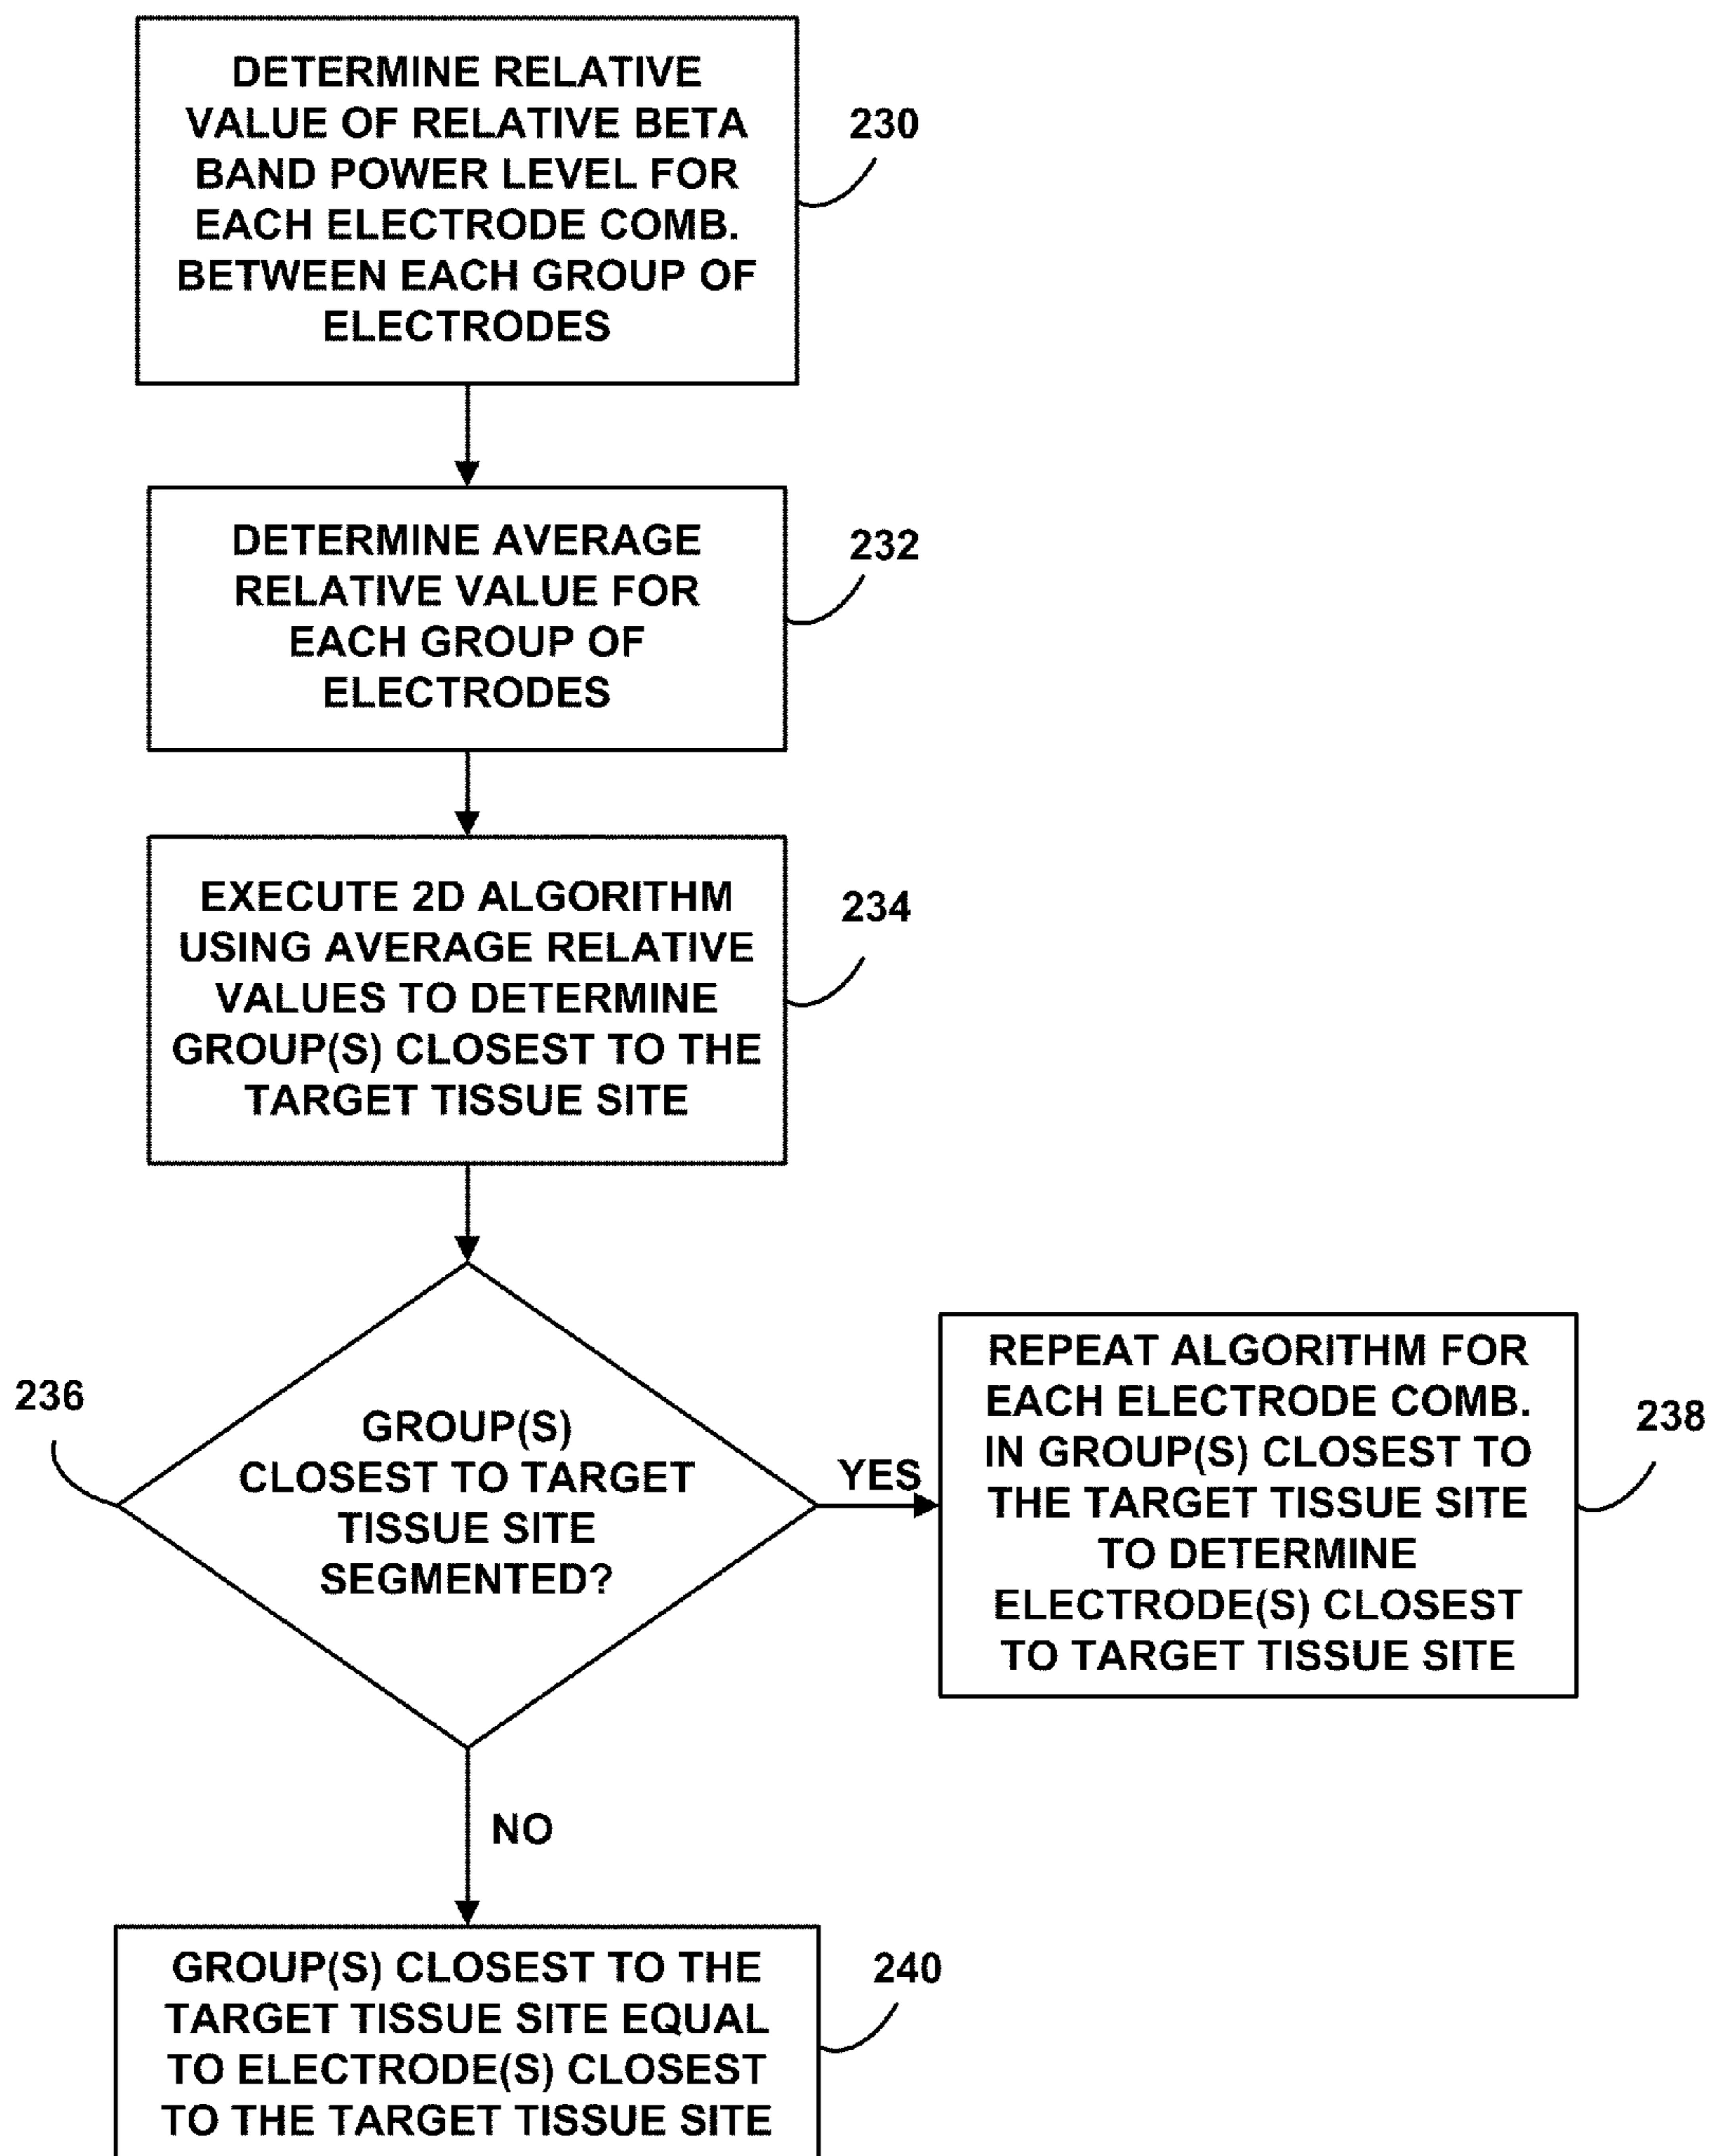 DETERMINE RELATIVE
VALUE OF RELATIVE BETA
BAND POWER LEVEL FOR
EACH ELECTRODE COMB.
BETWEEN EACH GROUP OF
ELECTRODES
230
DETERMINE AVERAGE
RELATIVE VALUE FOR
EACH GROUP OF
ELECTRODES
232
EXECUTE 2D ALGORITHM
USING AVERAGE RELATIVE
VALUES TO DETERMINE
GROUP(S) CLOSEST TO THE
TARGET TISSUE SITE
234
236
GROUP(S)
CLOSEST TO TARGET
TISSUE SITE
SEGMENTED?
YES
REPEAT ALGORITHM FOR
EACH ELECTRODE COMB.
IN GROUP(S) CLOSEST TO
THE TARGET TISSUE SITE
TO DETERMINE
ELECTRODE(S) CLOSEST
TO TARGET TISSUE SITE
238
NO
GROUP(S) CLOSEST TO THE
TARGET TISSUE SITE EQUAL
TO ELECTRODE(S) CLOSEST
TO THE TARGET TISSUE SITE
240